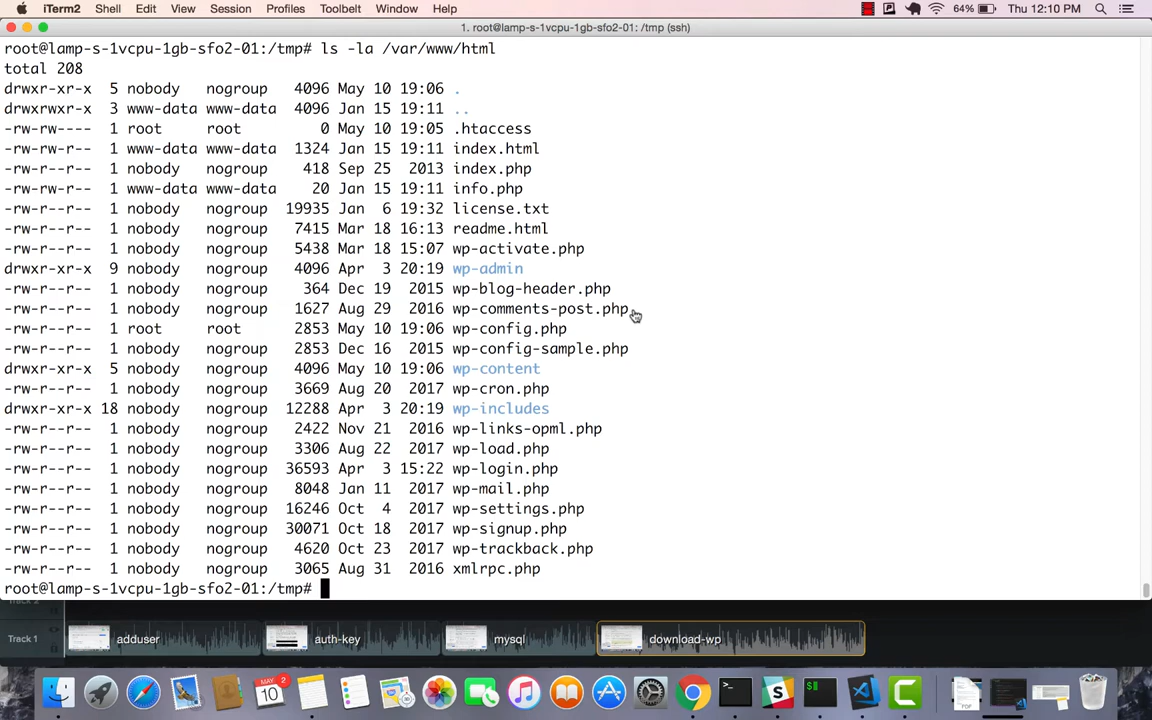 iTerm2 Shell Edit View Session Profiles Toolbelt Window Help 64% Thu 12:10 PM
1. root@lamp-s-1vcpu-1gb-sfo2-01: /tmp (ssh)
root@lamp-s-1vcpu-1gb-sfo2-01:/tmp# ls -la /var/www/html
total 208
drwxr-xr-x 5 nobody nogroup 4096 May 10 19:06 .
drwxrwxr-x 3 www-data www-data 4096 Jan 15 19:11 ..
-rw-rw---- 1 root root 0 May 10 19:05 .htaccess
-rw-r--r-- 1 www-data www-data 1324 Jan 15 19:11 index.html
-rw-r--r-- 1 nobody nogroup 418 Sep 25 2013 index.php
-rw-r--r-- 1 www-data www-data 20 Jan 15 19:11 info.php
-rw-r--r-- 1 nobody nogroup 19935 Jan 6 19:32 license.txt
-rw-r--r-- 1 nobody nogroup 7415 Mar 18 16:13 readme.html
-rw-r--r-- 1 nobody nogroup 5438 Mar 18 15:07 wp-activate.php
drwxr-xr-x 9 nobody nogroup 4096 Apr 3 20:19 wp-admin
-rw-r--r-- 1 nobody nogroup 364 Dec 19 2015 wp-blog-header.php
-rw-r--r-- 1 nobody nogroup 1627 Aug 29 2016 wp-comments-post.php
-rw-r--r-- 1 root root 2853 May 10 19:06 wp-config.php
-rw-r--r-- 1 nobody nogroup 2853 Dec 16 2015 wp-config-sample.php
drwxr-xr-x 5 nobody nogroup 4096 May 10 19:06 wp-content
-rw-r--r-- 1 nobody nogroup 3669 Aug 20 2017 wp-cron.php
drwxr-xr-x 18 nobody nogroup 12288 Apr 3 20:19 wp-includes
-rw-r--r-- 1 nobody nogroup 2422 Nov 21 2016 wp-links-opml.php
-rw-r--r-- 1 nobody nogroup 3306 Aug 22 2017 wp-load.php
-rw-r--r-- 1 nobody nogroup 36593 Apr 3 15:22 wp-login.php
-rw-r--r-- 1 nobody nogroup 8048 Jan 11 2017 wp-mail.php
-rw-r--r-- 1 nobody nogroup 16246 Oct 4 2017 wp-settings.php
-rw-r--r-- 1 nobody nogroup 30071 Oct 18 2017 wp-signup.php
-rw-r--r-- 1 nobody nogroup 4620 Oct 23 2017 wp-trackback.php
-rw-r--r-- 1 nobody nogroup 3065 Aug 31 2016 xmlrpc.php
root@lamp-s-1vcpu-1gb-sfo2-01:/tmp#
Track 1 adduser auth-key mysql download-wp
MAY 2
10